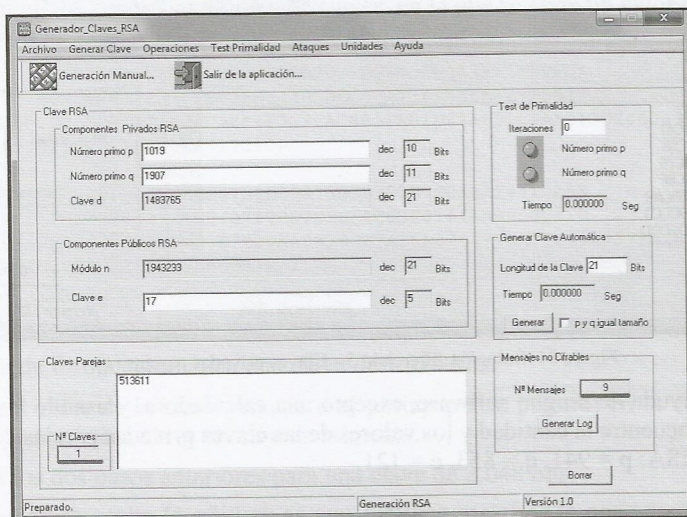 Generador_Claves_RSA
Archivo Generar Clave Operaciones Test Primalidad Ataques Unidades Ayuda
Generación Manual... Salir de la aplicación...
Clave RSA
Componentes Privados RSA
Número primo p 1019 dec 10 Bits
Número primo q 1907 dec 11 Bits
Clave d 1483765 dec 21 Bits
Componentes Públicos RSA
Módulo n 1943233 dec 21 Bits
Clave e 17 dec 5 Bits
Test de Primalidad
Iteraciones 0
Número primo p
Número primo q
Tiempo 0.000000 Seg
Generar Clave Automática
Longitud de la Clave 21 Bits
Tiempo 0.000000 Seg
Generar p y q igual tamaño
Claves Parejas
513611
Nº Claves
1
Mensajes no Cifrables
Nº Mensajes 9
Generar Log
Borrar
Preparado. Generación RSA Versión 1.0